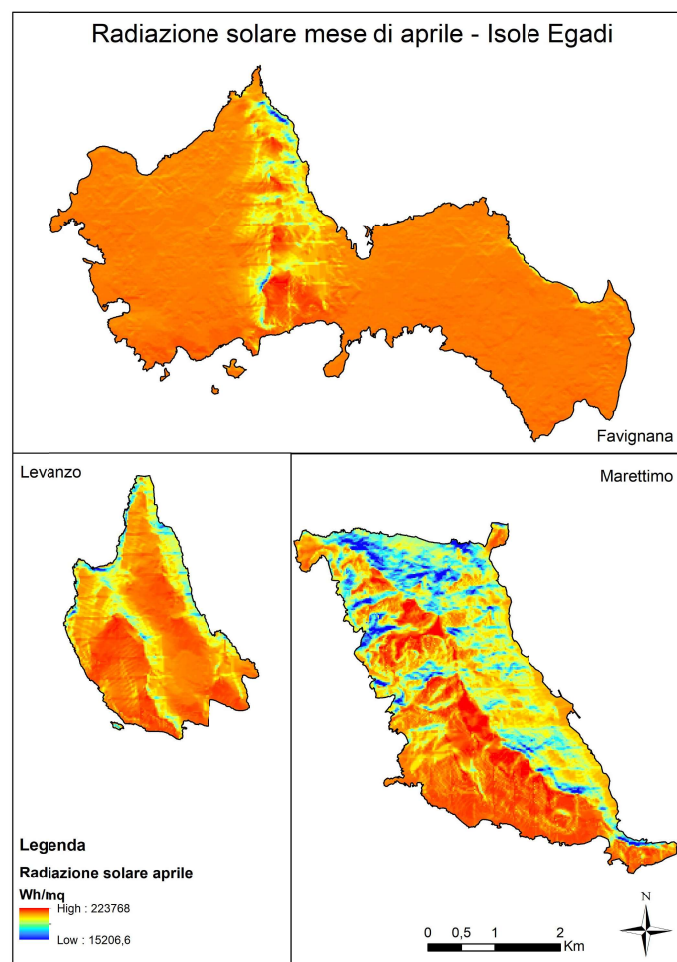 Radiazione solare mese di aprile - Isole Egadi
Favignana
Levanzo
Marettimo
Legenda
Radiazione solare aprile
Wh/mq
High : 223768
Low : 15206,6
N
0 0,5 1 2
Km